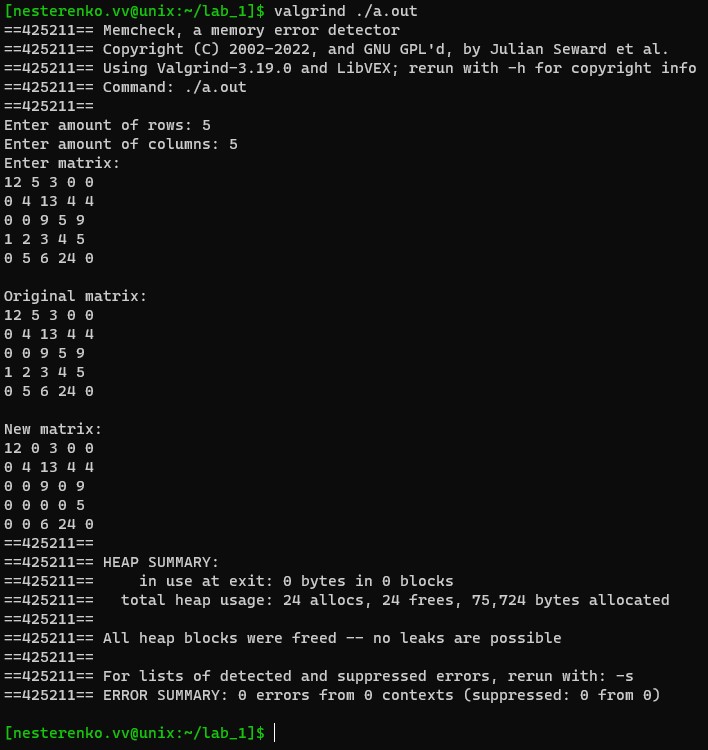 [nesterenko.vv@unix:~/lab_1]$ valgrind ./a.out
==425211== Memcheck, a memory error detector
==425211== Copyright (C) 2002-2022, and GNU GPL'd, by Julian Seward et al.
==425211== Using Valgrind-3.19.0 and LibVEX; rerun with -h for copyright info
==425211== Command: ./a.out
==425211==
Enter amount of rows: 5
Enter amount of columns: 5
Enter matrix:
12 5 3 0 0
0 4 13 4 4
0 0 9 5 9
1 2 3 4 5
0 5 6 24 0

Original matrix:
12 5 3 0 0
0 4 13 4 4
0 0 9 5 9
1 2 3 4 5
0 5 6 24 0

New matrix:
12 0 3 0 0
0 4 13 4 4
0 0 9 0 9
0 0 0 0 5
0 0 6 24 0
==425211==
==425211== HEAP SUMMARY:
==425211==     in use at exit: 0 bytes in 0 blocks
==425211==   total heap usage: 24 allocs, 24 frees, 75,724 bytes allocated
==425211==
==425211== All heap blocks were freed -- no leaks are possible
==425211==
==425211== For lists of detected and suppressed errors, rerun with: -s
==425211== ERROR SUMMARY: 0 errors from 0 contexts (suppressed: 0 from 0)

[nesterenko.vv@unix:~/lab_1]$